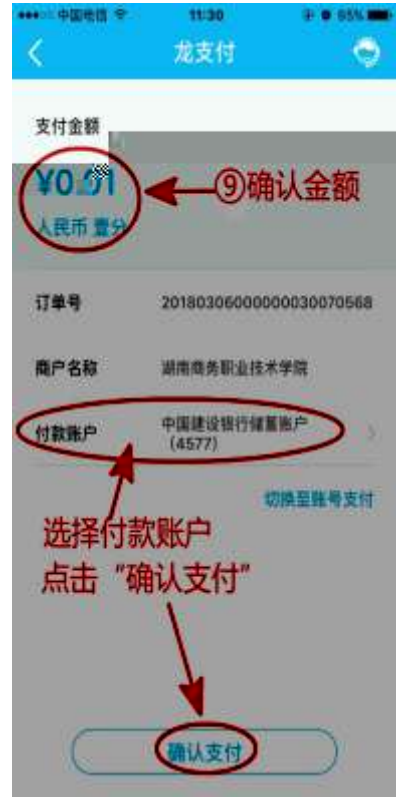 中国电信 11:30 65%
龙支付
支付金额
¥0.01
⑨确认金额
人民币 壹分
订单号 20180306000000030070568
商户名称 湖南商务职业技术学院
付款账户 中国建设银行储蓄账户
(4577)
切换至账号支付
选择付款账户
点击“确认支付”
确认支付